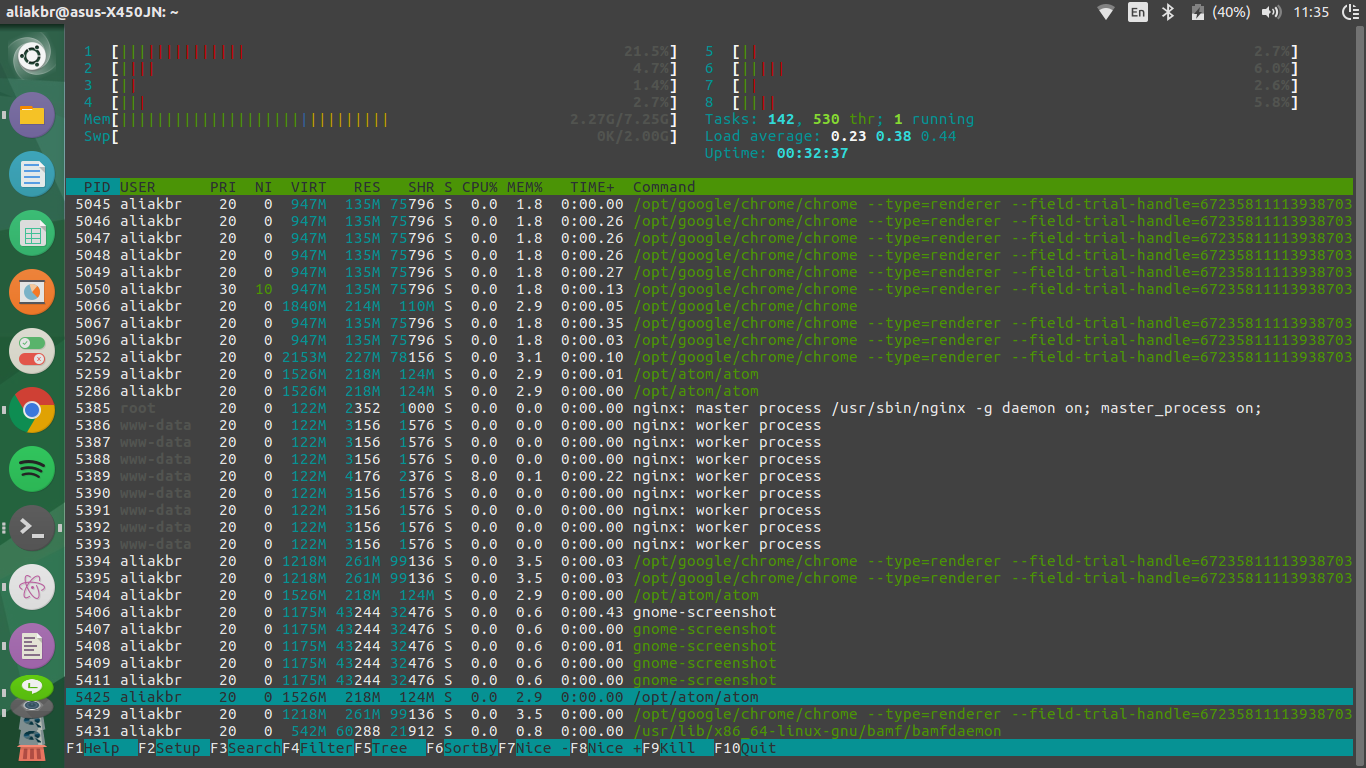 aliakbr@asus-X450JN: ~
En (40%) 11:35
1 [ 21.5%] 5 [ 2.7%]
2 [ 4.7%] 6 [ 6.0%]
3 [ 1.4%] 7 [ 2.6%]
4 [ 2.7%] 8 [ 5.8%]
Mem[ 2.27G/7.25G] Tasks: 142, 530 thr; 1 running
Swp[ 0K/2.00G] Load average: 0.23 0.38 0.44
Uptime: 00:32:37
PID USER PRI NI VIRT RES SHR S CPU% MEM% TIME+ Command
5045 aliakbr 20 0 947M 135M 75796 S 0.0 1.8 0:00.00 /opt/google/chrome/chrome --type=renderer --field-trial-handle=67235811113938703
5046 aliakbr 20 0 947M 135M 75796 S 0.0 1.8 0:00.26 /opt/google/chrome/chrome --type=renderer --field-trial-handle=67235811113938703
5047 aliakbr 20 0 947M 135M 75796 S 0.0 1.8 0:00.26 /opt/google/chrome/chrome --type=renderer --field-trial-handle=67235811113938703
5048 aliakbr 20 0 947M 135M 75796 S 0.0 1.8 0:00.26 /opt/google/chrome/chrome --type=renderer --field-trial-handle=67235811113938703
5049 aliakbr 20 0 947M 135M 75796 S 0.0 1.8 0:00.27 /opt/google/chrome/chrome --type=renderer --field-trial-handle=67235811113938703
5050 aliakbr 30 10 947M 135M 75796 S 0.0 1.8 0:00.13 /opt/google/chrome/chrome --type=renderer --field-trial-handle=67235811113938703
5066 aliakbr 20 0 1840M 214M 110M S 0.0 2.9 0:00.05 /opt/google/chrome/chrome
5067 aliakbr 20 0 947M 135M 75796 S 0.0 1.8 0:00.35 /opt/google/chrome/chrome --type=renderer --field-trial-handle=67235811113938703
5096 aliakbr 20 0 947M 135M 75796 S 0.0 1.8 0:00.03 /opt/google/chrome/chrome --type=renderer --field-trial-handle=67235811113938703
5252 aliakbr 20 0 2153M 227M 78156 S 0.0 3.1 0:00.10 /opt/google/chrome/chrome --type=renderer --field-trial-handle=67235811113938703
5259 aliakbr 20 0 1526M 218M 124M S 0.0 2.9 0:00.01 /opt/atom/atom
5286 aliakbr 20 0 1526M 218M 124M S 0.0 2.9 0:00.00 /opt/atom/atom
5385 root 20 0 122M 2352 1000 S 0.0 0.0 0:00.00 nginx: master process /usr/sbin/nginx -g daemon on; master_process on;
5386 www-data 20 0 122M 3156 1576 S 0.0 0.0 0:00.00 nginx: worker process
5387 www-data 20 0 122M 3156 1576 S 0.0 0.0 0:00.00 nginx: worker process
5388 www-data 20 0 122M 3156 1576 S 0.0 0.0 0:00.00 nginx: worker process
5389 www-data 20 0 122M 4176 2376 S 8.0 0.1 0:00.22 nginx: worker process
5390 www-data 20 0 122M 3156 1576 S 0.0 0.0 0:00.00 nginx: worker process
5391 www-data 20 0 122M 3156 1576 S 0.0 0.0 0:00.00 nginx: worker process
5392 www-data 20 0 122M 3156 1576 S 0.0 0.0 0:00.00 nginx: worker process
5393 www-data 20 0 122M 3156 1576 S 0.0 0.0 0:00.00 nginx: worker process
5394 aliakbr 20 0 1218M 261M 99136 S 0.0 3.5 0:00.03 /opt/google/chrome/chrome --type=renderer --field-trial-handle=67235811113938703
5395 aliakbr 20 0 1218M 261M 99136 S 0.0 3.5 0:00.03 /opt/google/chrome/chrome --type=renderer --field-trial-handle=67235811113938703
5404 aliakbr 20 0 1526M 218M 124M S 0.0 2.9 0:00.00 /opt/atom/atom
5406 aliakbr 20 0 1175M 43244 32476 S 0.0 0.6 0:00.43 gnome-screenshot
5407 aliakbr 20 0 1175M 43244 32476 S 0.0 0.6 0:00.00 gnome-screenshot
5408 aliakbr 20 0 1175M 43244 32476 S 0.0 0.6 0:00.01 gnome-screenshot
5409 aliakbr 20 0 1175M 43244 32476 S 0.0 0.6 0:00.00 gnome-screenshot
5411 aliakbr 20 0 1175M 43244 32476 S 0.0 0.6 0:00.00 gnome-screenshot
5425 aliakbr 20 0 1526M 218M 124M S 0.0 2.9 0:00.00 /opt/atom/atom
5429 aliakbr 20 0 1218M 261M 99136 S 0.0 3.5 0:00.00 /opt/google/chrome/chrome --type=renderer --field-trial-handle=67235811113938703
5431 aliakbr 20 0 542M 60288 21912 S 0.0 0.8 0:00.00 /usr/lib/x86_64-linux-gnu/bamf/bamfdaemon
F1Help F2Setup F3SearchF4FilterF5Tree F6SortByF7Nice -F8Nice +F9Kill F10Quit